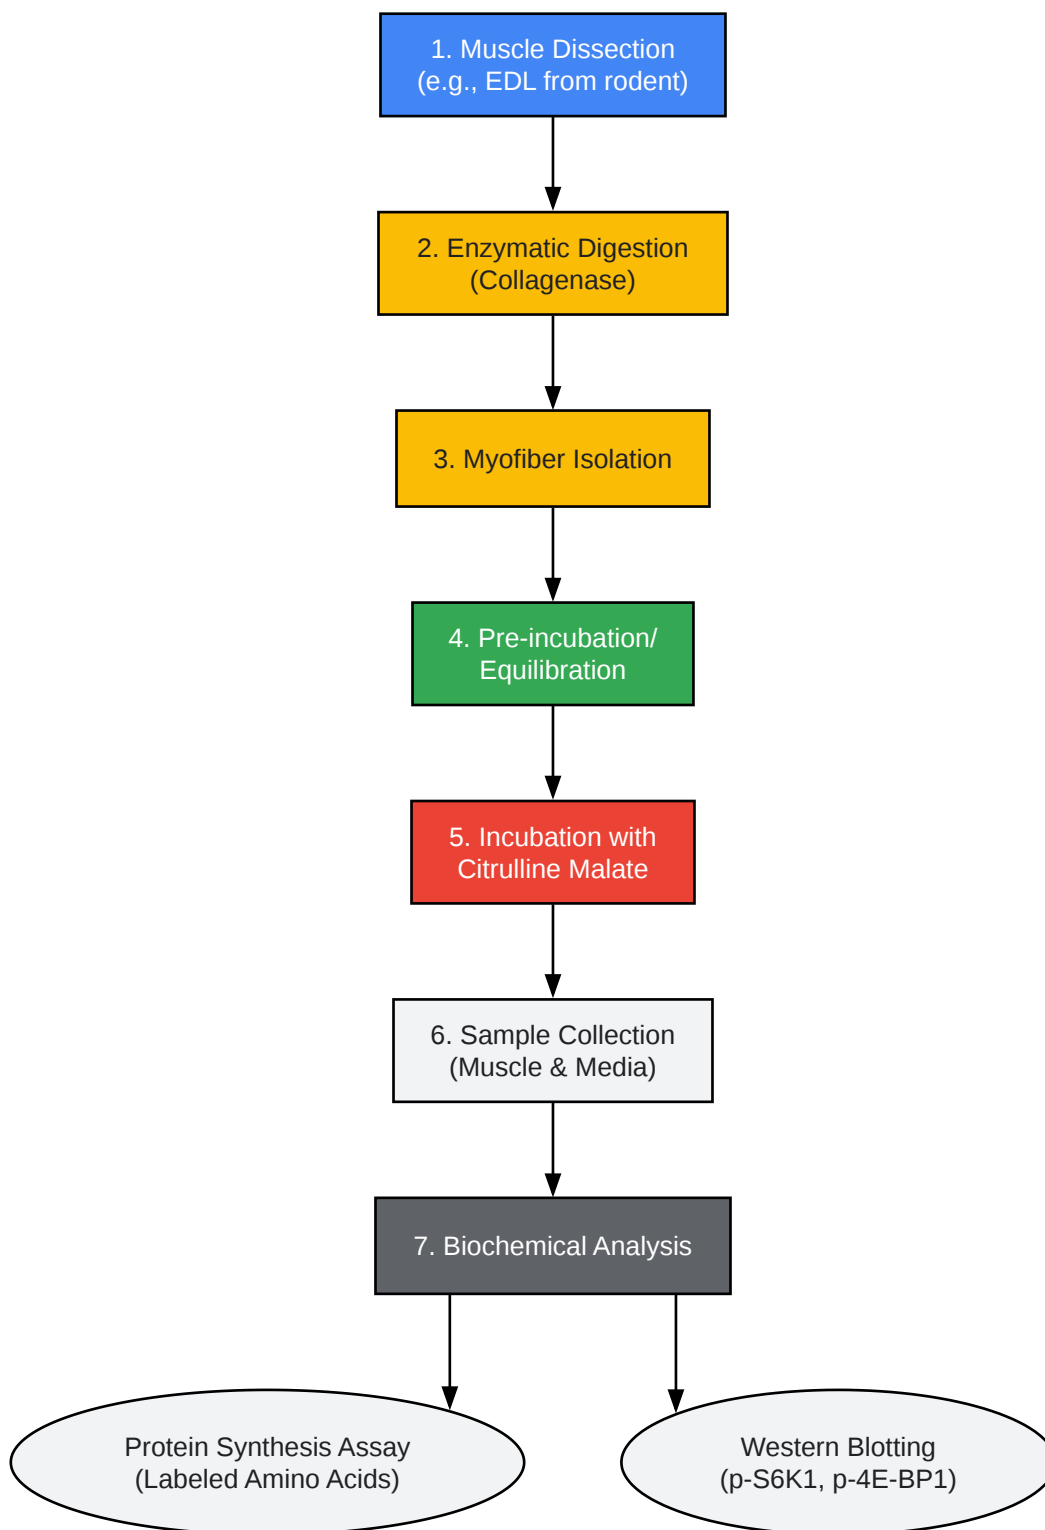 1. Muscle Dissection
(e.g., EDL from rodent)
2. Enzymatic Digestion
(Collagenase)
3. Myofiber Isolation
4. Pre-incubation/
Equilibration
5. Incubation with
Citrulline Malate
6. Sample Collection
(Muscle & Media)
7. Biochemical Analysis
Protein Synthesis Assay
(Labeled Amino Acids)
Western Blotting
(p-S6K1, p-4E-BP1)